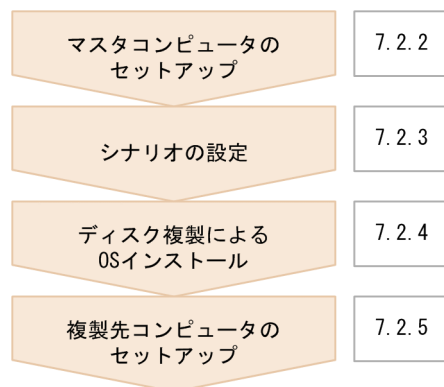 マスタコンピュータの
セットアップ
7.2.2
シナリオの設定
7.2.3
ディスク複製による
OSインストール
7.2.4
複製先コンピュータの
セットアップ
7.2.5